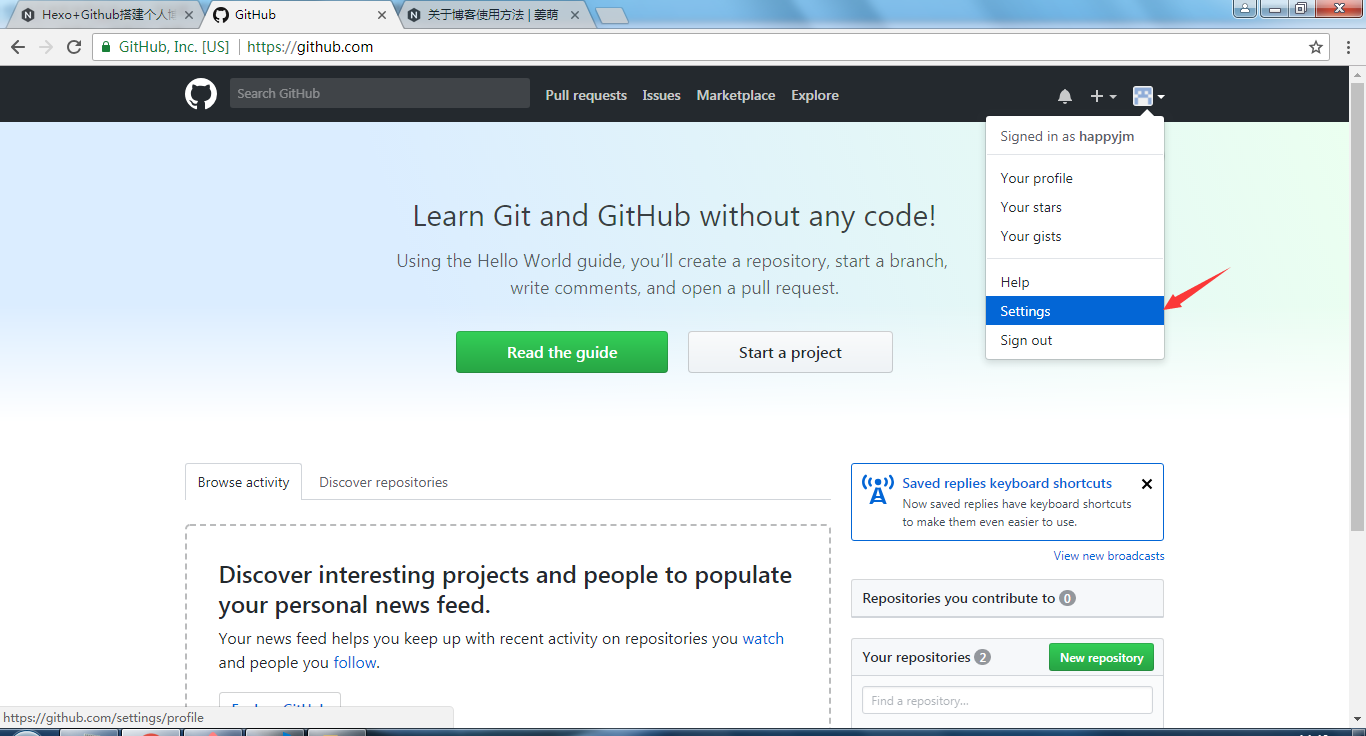 Hexo+Github搭建个人博
GitHub
关于博客使用方法 | 姜萌
GitHub, Inc. [US]
https://github.com
Search GitHub
Pull requests
Issues
Marketplace
Explore
Signed in as happyjm
Your profile
Your stars
Your gists
Help
Settings
Sign out
Learn Git and GitHub without any code!
Using the Hello World guide, you’ll create a repository, start a branch,
write comments, and open a pull request.
Read the guide
Start a project
Browse activity
Discover repositories
Discover interesting projects and people to populate
your personal news feed.
Your news feed helps you keep up with recent activity on repositories you watch
and people you follow.
Saved replies keyboard shortcuts
Now saved replies have keyboard shortcuts
to make them even easier to use.
View new broadcasts
Repositories you contribute to 0
Your repositories 2
New repository
Find a repository...
https://github.com/settings/profile